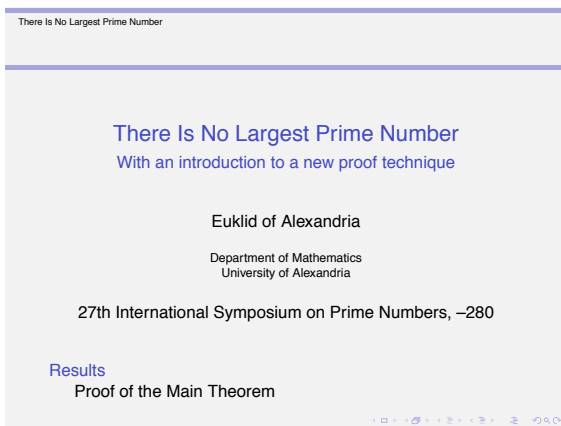 There Is No Largest Prime Number
There Is No Largest Prime Number
With an introduction to a new proof technique
Euklid of Alexandria
Department of Mathematics
University of Alexandria
27th International Symposium on Prime Numbers, –280
Results
Proof of the Main Theorem